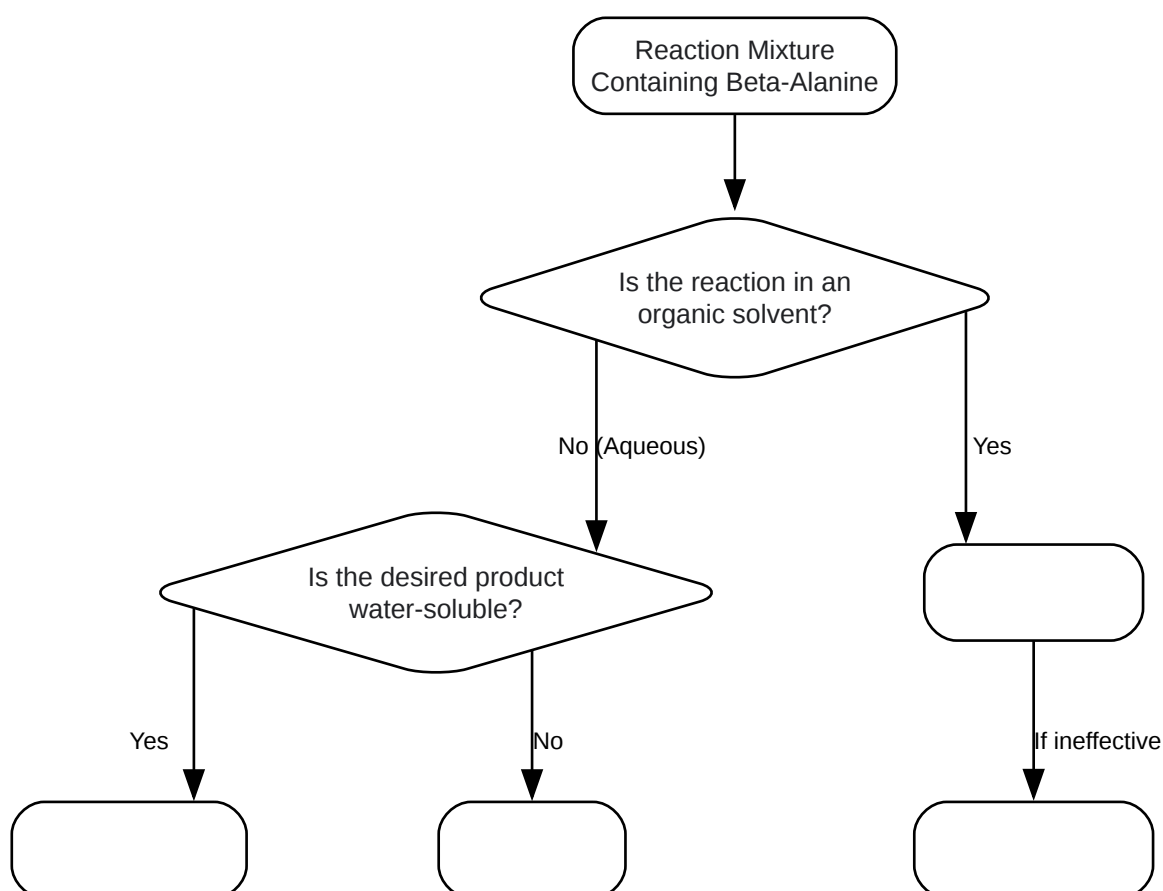 Reaction Mixture
Containing Beta-Alanine
Is the reaction in an
organic solvent?
No (Aqueous)
Yes
Is the desired product
water-soluble?
Yes
No
If ineffective